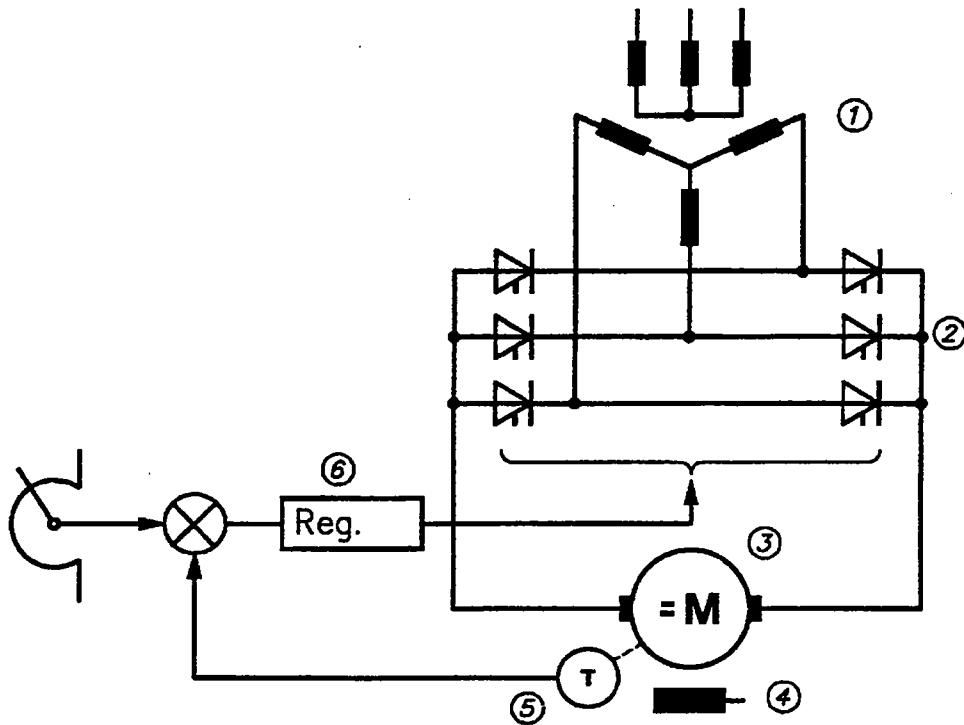 ①
②
⑥
Reg.
③
= M
T
⑤
④